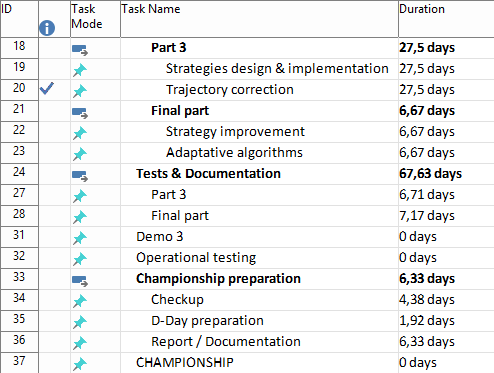 ID Task Mode Task Name Duration
18 Part 3 27,5 days
19 Strategies design & implementation 27,5 days
20 Trajectory correction 27,5 days
21 Final part 6,67 days
22 Strategy improvement 6,67 days
23 Adaptative algorithms 6,67 days
24 Tests & Documentation 67,63 days
27 Part 3 6,71 days
28 Final part 7,17 days
31 Demo 3 0 days
32 Operational testing 0 days
33 Championship preparation 6,33 days
34 Checkup 4,38 days
35 D-Day preparation 1,92 days
36 Report / Documentation 6,33 days
37 CHAMPIONSHIP 0 days